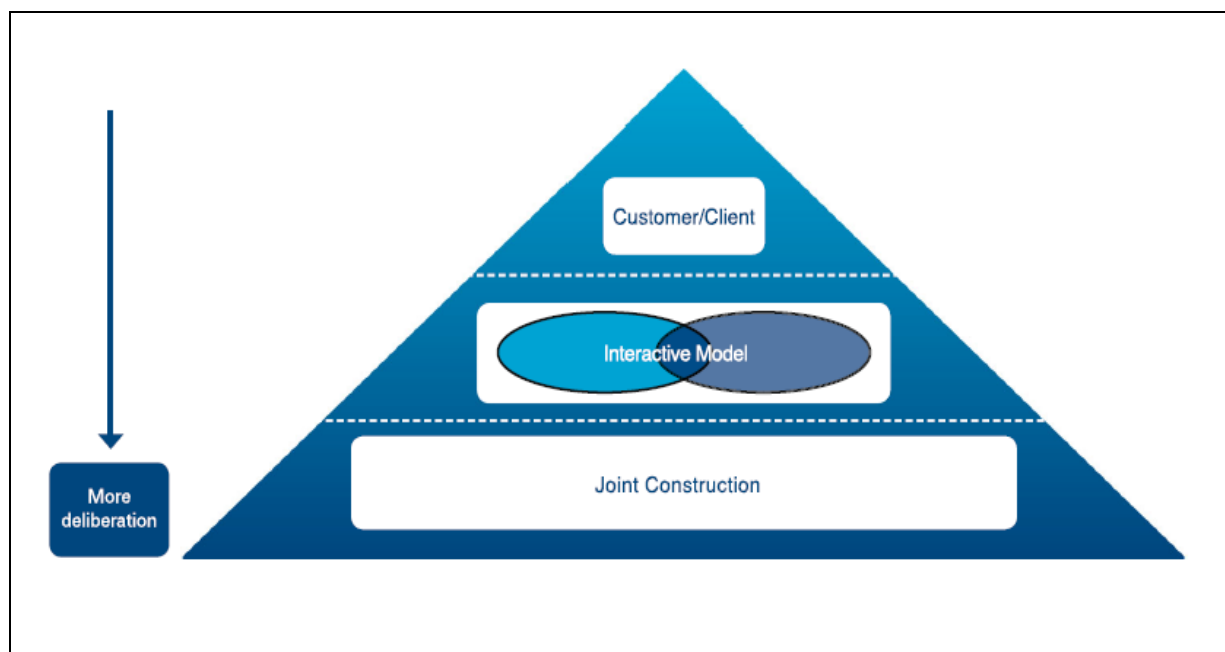 Customer/Client
Interactive Model
Joint Construction
More
deliberation